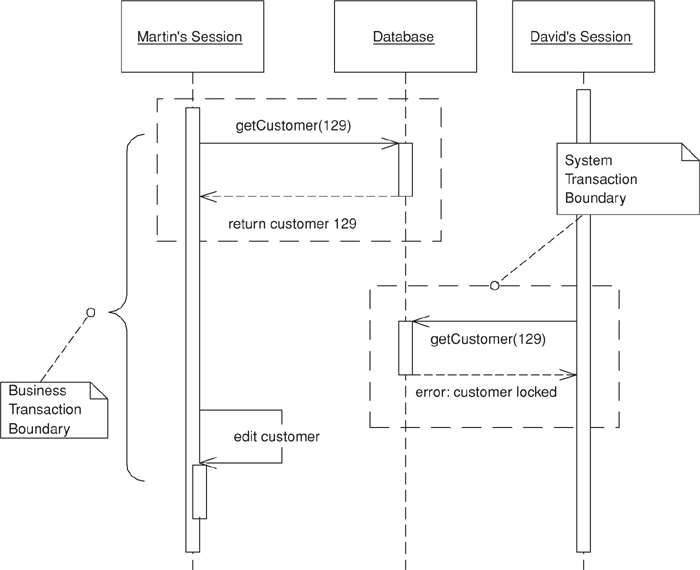 Martin's Session
Database
David's Session
getCustomer(129)
return customer 129
System
Transaction
Boundary
getCustomer(129)
error: customer locked
Business
Transaction
Boundary
edit customer